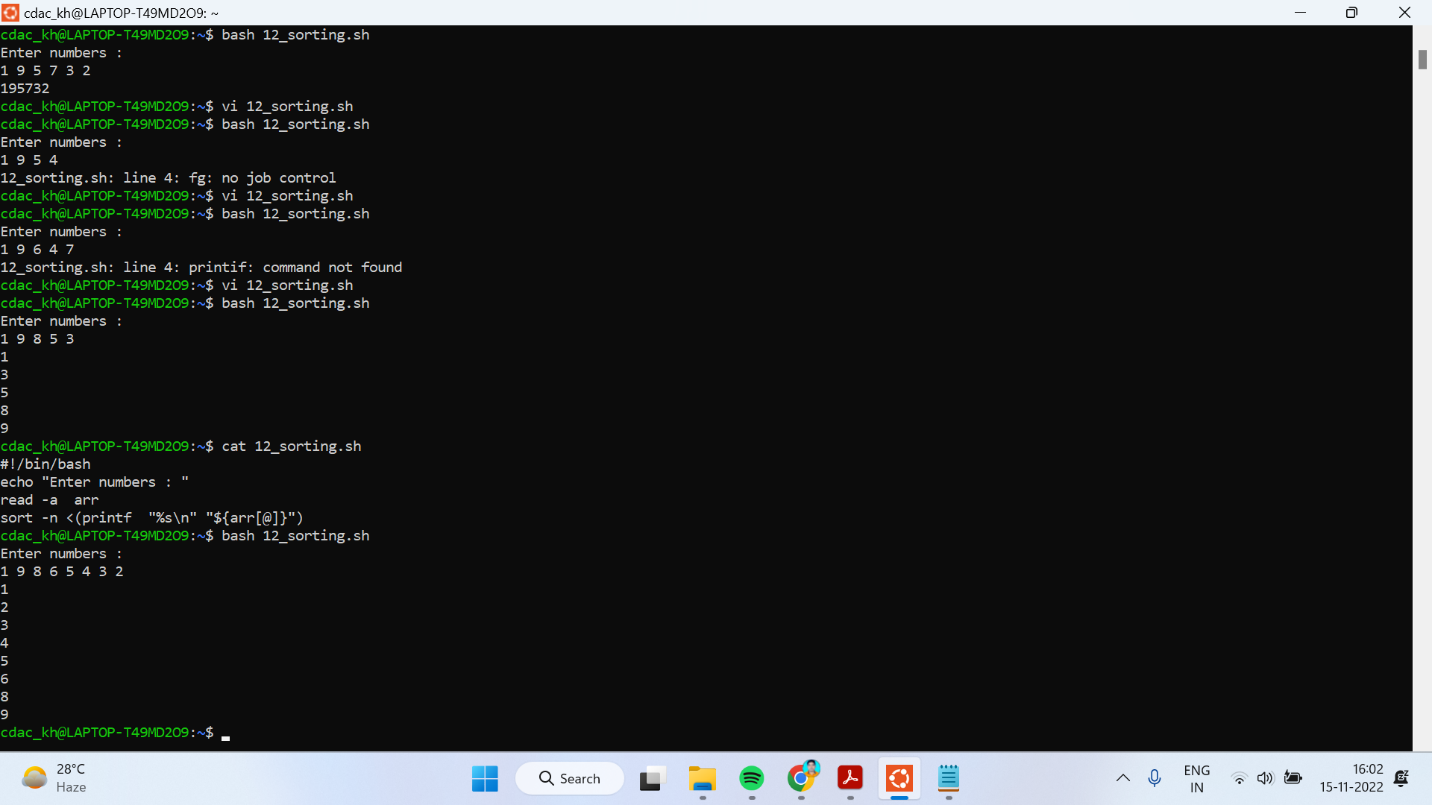 cdac_kh@LAPTOP-T49MD2O9: ~
cdac_kh@LAPTOP-T49MD2O9:~$ bash 12_sorting.sh
Enter numbers :
1 9 5 7 3 2
195732
cdac_kh@LAPTOP-T49MD2O9:~$ vi 12_sorting.sh
cdac_kh@LAPTOP-T49MD2O9:~$ bash 12_sorting.sh
Enter numbers :
1 9 5 4
12_sorting.sh: line 4: fg: no job control
cdac_kh@LAPTOP-T49MD2O9:~$ vi 12_sorting.sh
cdac_kh@LAPTOP-T49MD2O9:~$ bash 12_sorting.sh
Enter numbers :
1 9 6 4 7
12_sorting.sh: line 4: printif: command not found
cdac_kh@LAPTOP-T49MD2O9:~$ vi 12_sorting.sh
cdac_kh@LAPTOP-T49MD2O9:~$ bash 12_sorting.sh
Enter numbers :
1 9 8 5 3
1
3
5
8
9
cdac_kh@LAPTOP-T49MD2O9:~$ cat 12_sorting.sh
#!/bin/bash
echo "Enter numbers : "
read -a  arr
sort -n <(printf  "%s\n" "${arr[@]}")
cdac_kh@LAPTOP-T49MD2O9:~$ bash 12_sorting.sh
Enter numbers :
1 9 8 6 5 4 3 2
1
2
3
4
5
6
8
9
cdac_kh@LAPTOP-T49MD2O9:~$
28°C
Haze
Search
ENG
IN
16:02
15-11-2022